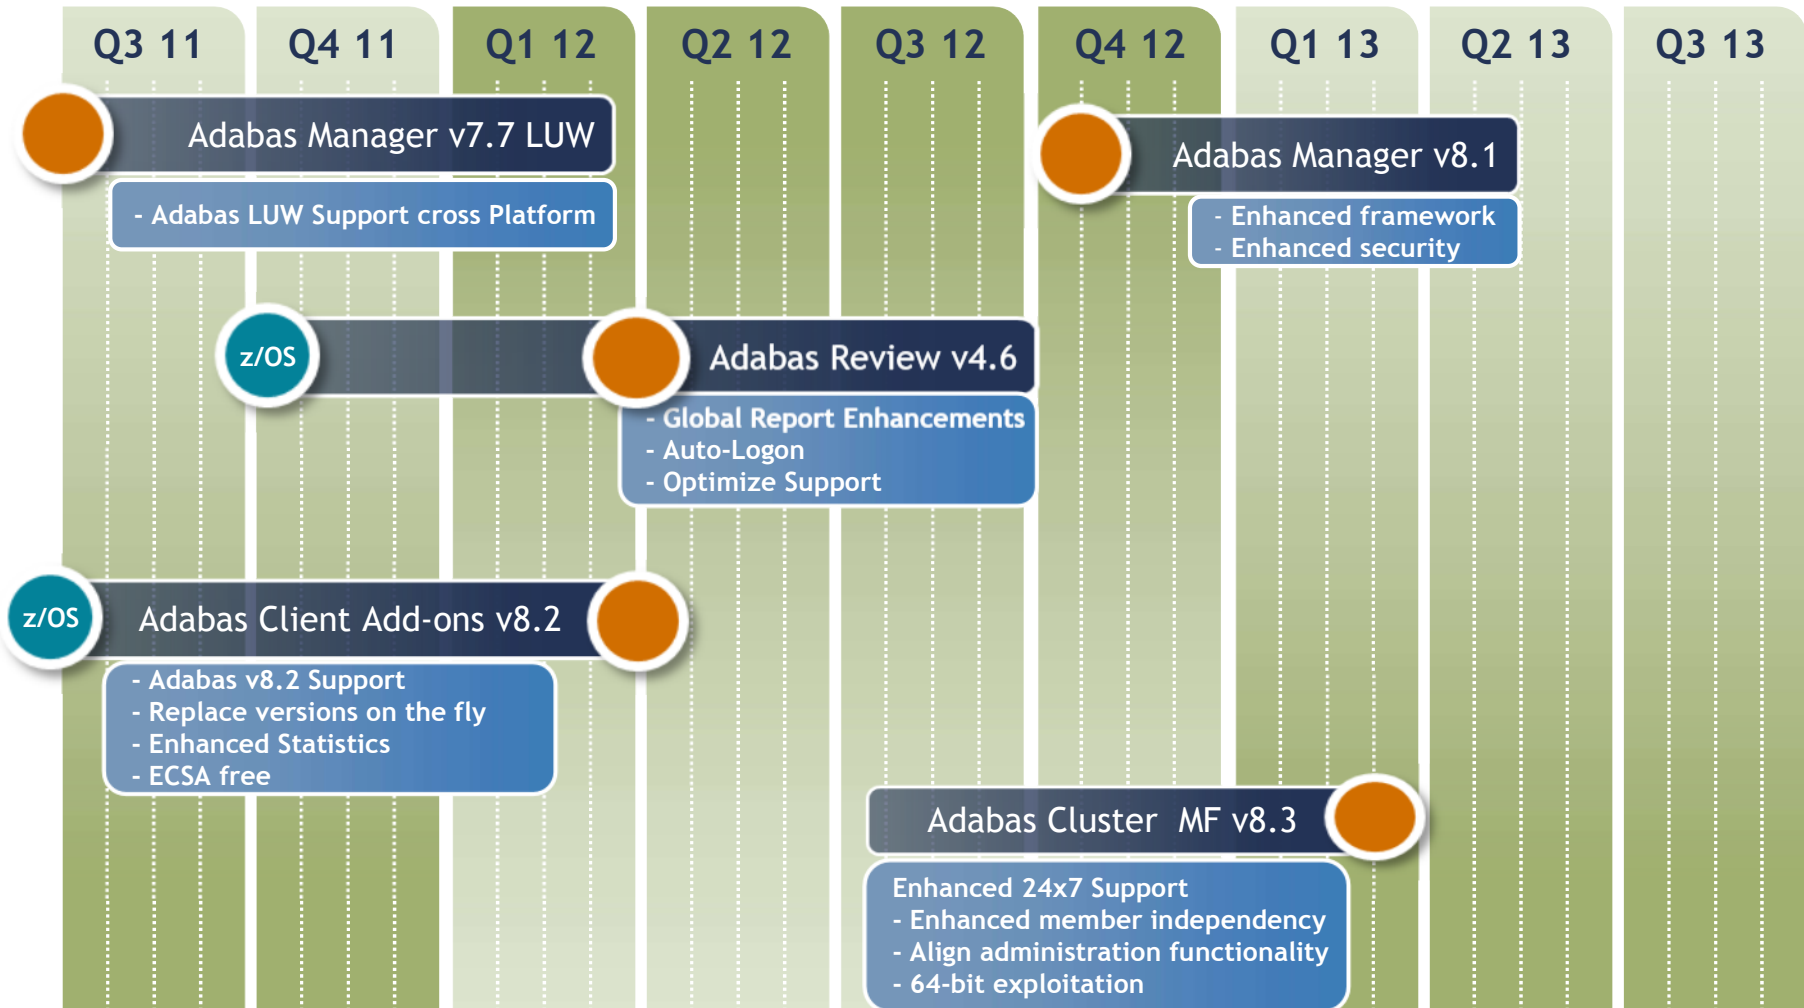 Q3 11
Q4 11
Q1 12
Q2 12
Q3 12
Q4 12
Q1 13
Q2 13
Q3 13
Adabas Manager v7.7 LUW
- Adabas LUW Support cross Platform
Adabas Manager v8.1
- Enhanced framework
- Enhanced security
z/OS
Adabas Review v4.6
- Global Report Enhancements
- Auto-Logon
- Optimize Support
z/OS
Adabas Client Add-ons v8.2
- Adabas v8.2 Support
- Replace versions on the fly
- Enhanced Statistics
- ECSA free
Adabas Cluster MF v8.3
Enhanced 24x7 Support
- Enhanced member independency
- Align administration functionality
- 64-bit exploitation